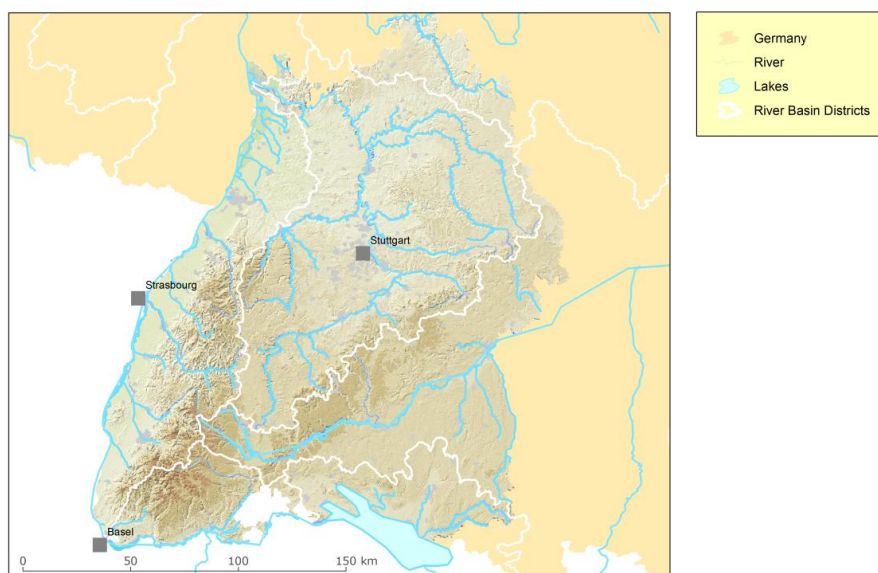 Germany
River
Lakes
River Basin Districts
Stuttgart
Strasbourg
Basel
0 50 100 150 km